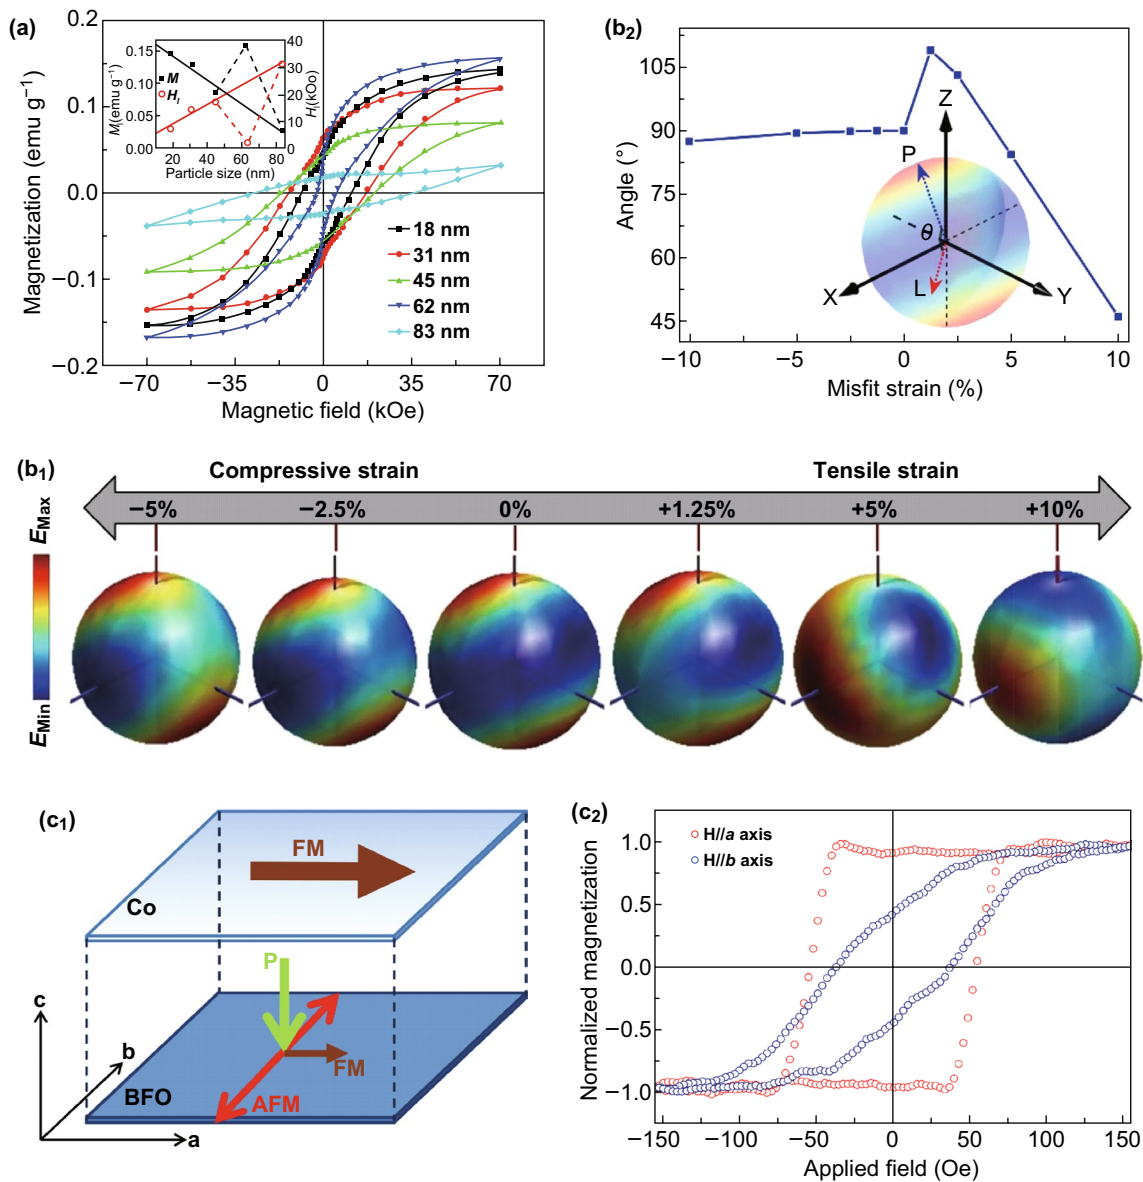 (a)
Magnetization (emu g⁻¹)
0.2
0.1
0.0
−0.1
−0.2
−70
−35
0
35
70
Magnetic field (kOe)
18 nm
31 nm
45 nm
62 nm
83 nm
0.15
0.10
0.05
0.00
20
40
60
80
40
30
20
10
0
Particle size (nm)
M
Hᵢ
Hᵢ(kOo)
(b₂)
Angle (°)
105
90
75
60
45
−10
−5
0
5
10
Misfit strain (%)
Z
P
θ
L
X
Y
(b₁)
Compressive strain
Tensile strain
−5%
−2.5%
0%
+1.25%
+5%
+10%
E_Max
E_Min
(c₁)
FM
Co
P
c
b
FM
BFO
AFM
a
(c₂)
Normalized magnetization
1.0
0.5
0.0
−0.5
−1.0
H//a axis
H//b axis
−150
−100
−50
0
50
100
150
Applied field (Oe)